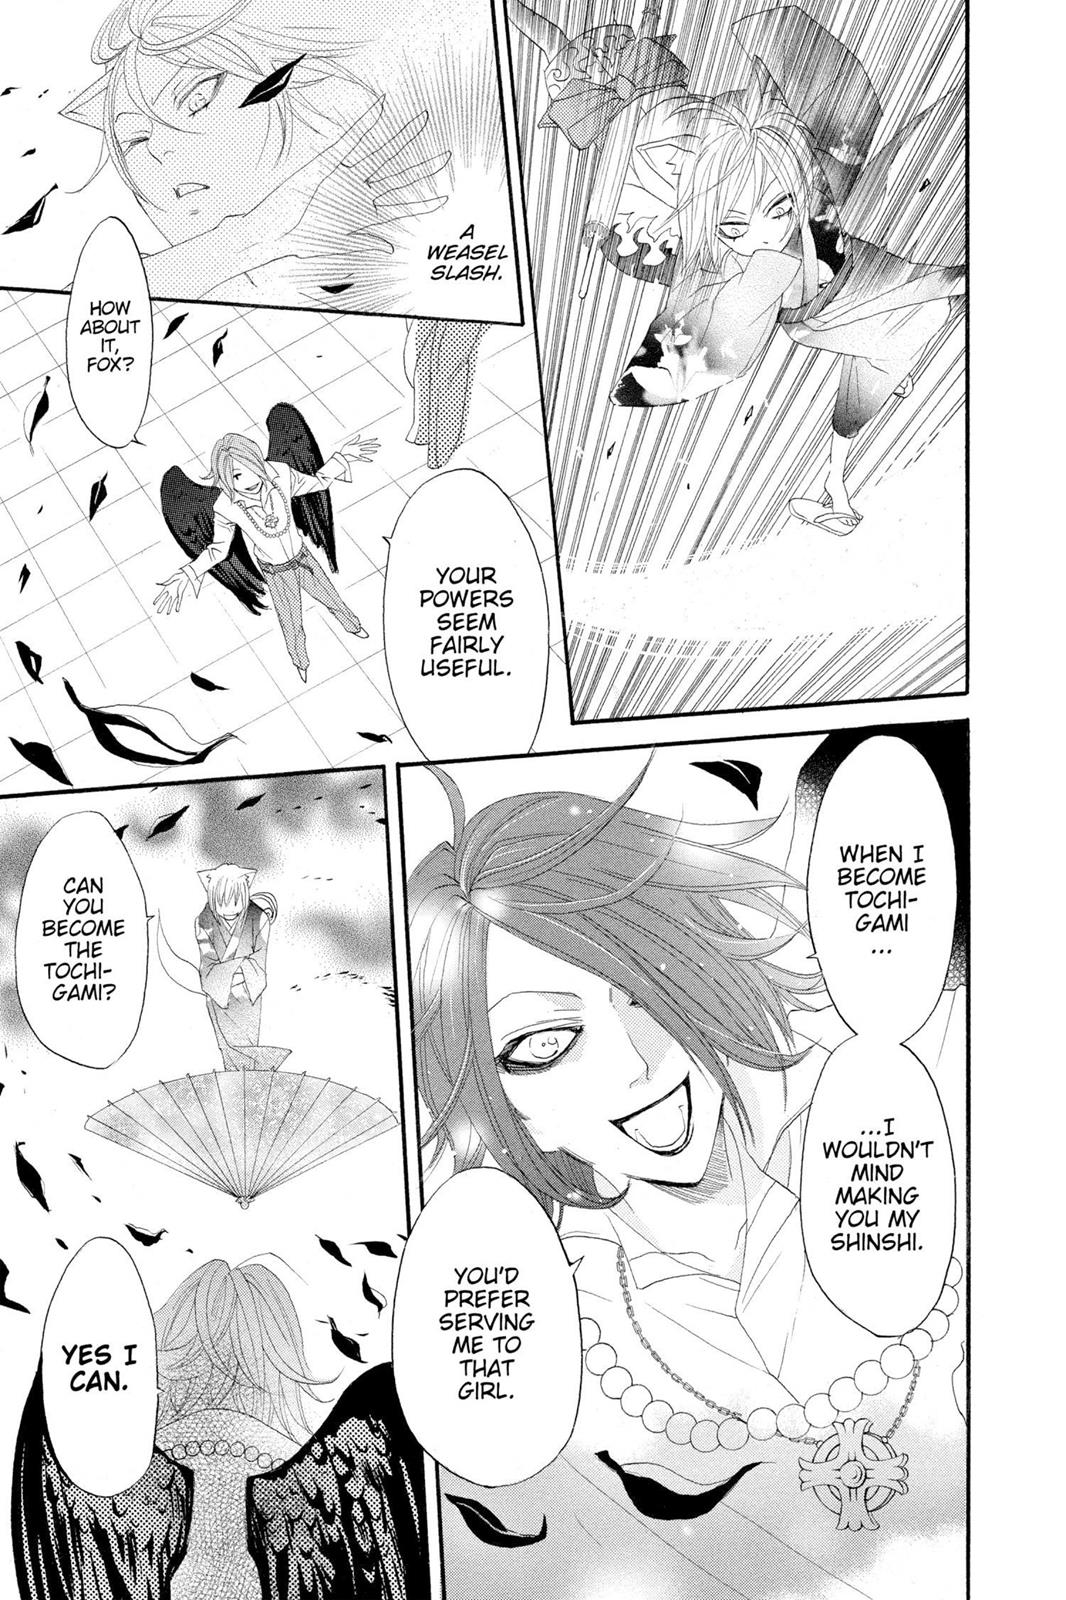 A
WEASEL
SLASH.
YOUR
POWERS
SEEM
FAIRLY
USEFUL.
HOW
ABOUT
IT,
FOX?
WHEN I
BECOME
TOCHI-
GAMI
...
...I
WOULDN'T
MIND
MAKING
YOU MY
SHINSHI.
YOU'D
PREFER
SERVING
ME TO
THAT
GIRL.
CAN
YOU
BECOME
THE
TOCHI-
GAMI?
YES I
CAN.